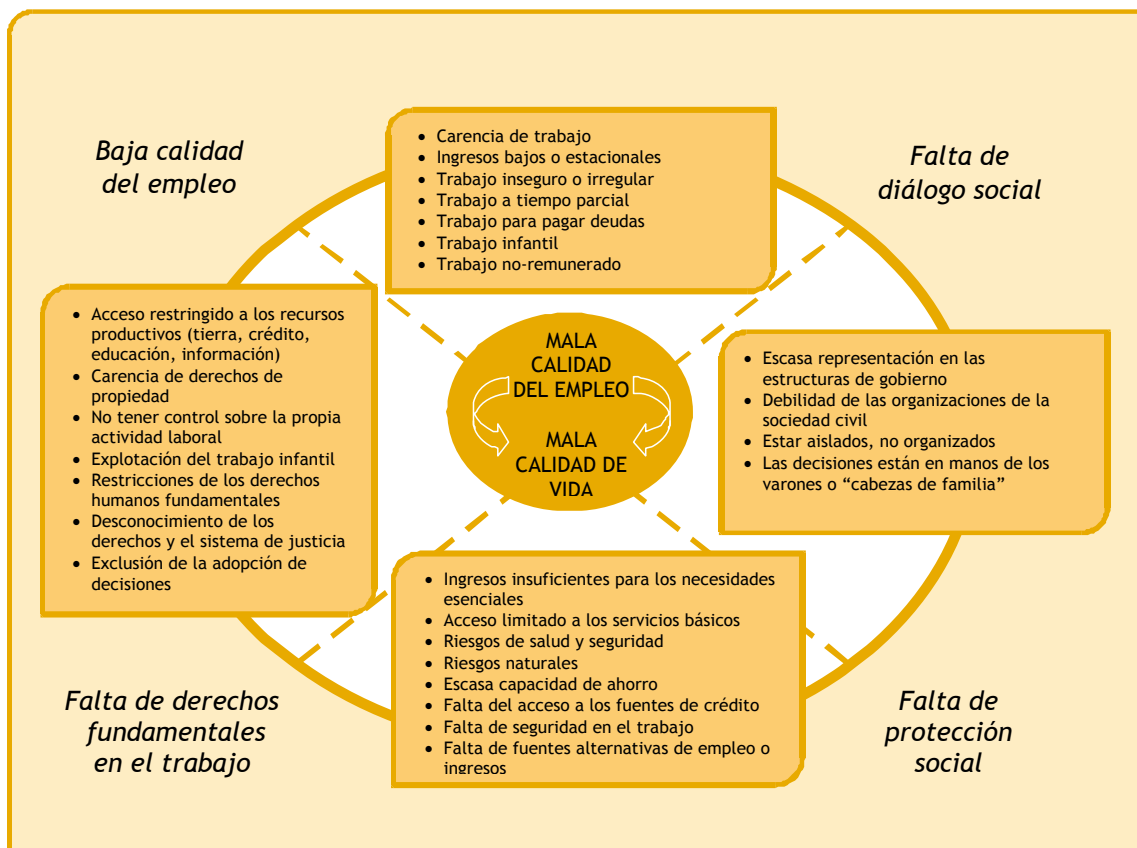 Baja calidad
del empleo
• Carencia de trabajo
• Ingresos bajos o estacionales
• Trabajo inseguro o irregular
• Trabajo a tiempo parcial
• Trabajo para pagar deudas
• Trabajo infantil
• Trabajo no-remunerado
Falta de
diálogo social
• Acceso restringido a los recursos
productivos (tierra, crédito,
educación, información)
• Carencia de derechos de
propiedad
• No tener control sobre la propia
actividad laboral
• Explotación del trabajo infantil
• Restricciones de los derechos
humanos fundamentales
• Desconocimiento de los
derechos y el sistema de justicia
• Exclusión de la adopción de
decisiones
MALA
CALIDAD
DEL EMPLEO
MALA
CALIDAD DE
VIDA
• Escasa representación en las
estructuras de gobierno
• Debilidad de las organizaciones de la
sociedad civil
• Estar aislados, no organizados
• Las decisiones están en manos de los
varones o “cabezas de familia”
• Ingresos insuficientes para los necesidades
esenciales
• Acceso limitado a los servicios básicos
• Riesgos de salud y seguridad
• Riesgos naturales
• Escasa capacidad de ahorro
• Falta del acceso a los fuentes de crédito
• Falta de seguridad en el trabajo
• Falta de fuentes alternativas de empleo o
ingresos
Falta de derechos
fundamentales
en el trabajo
Falta de
protección
social